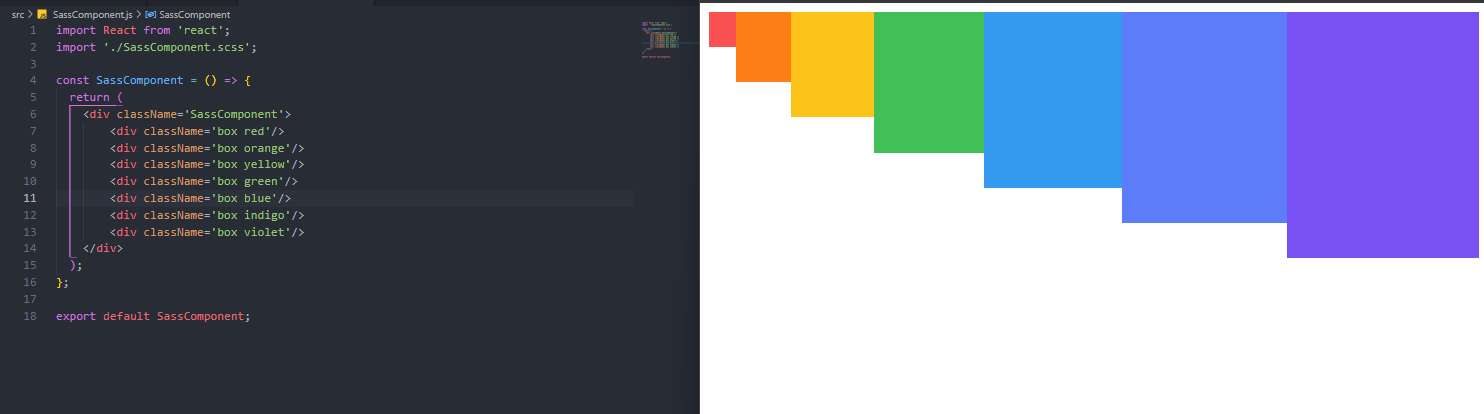 src > SassComponent.js > SassComponent
1 import React from 'react';
2 import './SassComponent.scss';
3
4 const SassComponent = () => {
5 return (
6 <div className='SassComponent'>
7 <div className='box red'/>
8 <div className='box orange'/>
9 <div className='box yellow'/>
10 <div className='box green'/>
11 <div className='box blue'/>
12 <div className='box indigo'/>
13 <div className='box violet'/>
14 </div>
15 );
16 };
17
18 export default SassComponent;